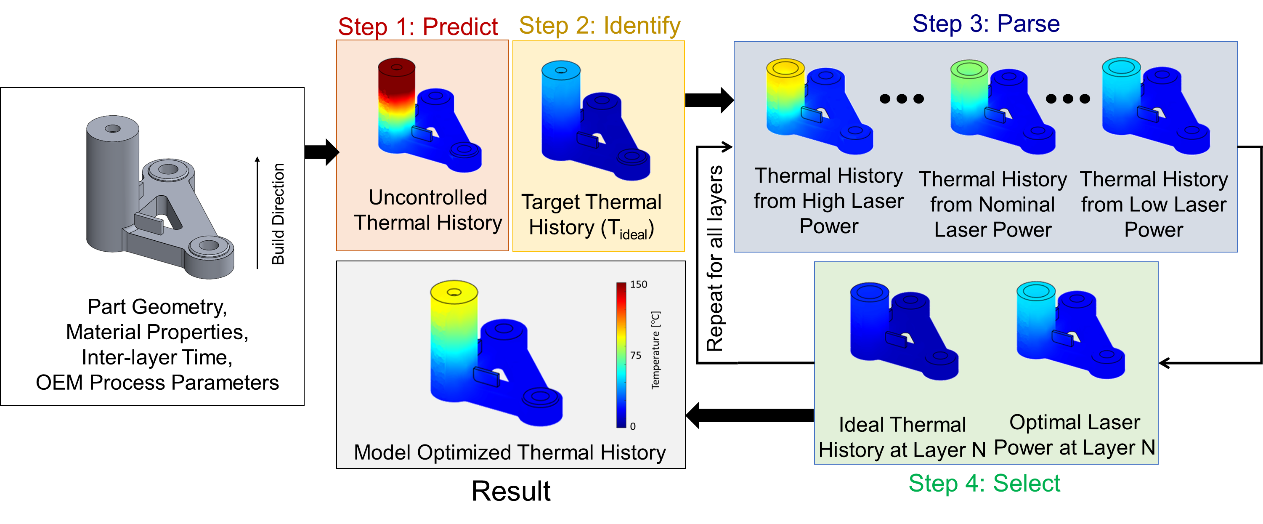 Step 1: Predict
Step 2: Identify
Step 3: Parse
Build Direction
Part Geometry,
Material Properties,
Inter-layer Time,
OEM Process Parameters
Uncontrolled
Thermal History
Target Thermal
History (Tideal)
Thermal History
from High Laser
Power
Thermal History
from Nominal
Laser Power
Thermal History
from Low Laser
Power
Repeat for all layers
150
75
0
Temperature [°C]
Model Optimized Thermal History
Result
Ideal Thermal
History at Layer N
Optimal Laser
Power at Layer N
Step 4: Select